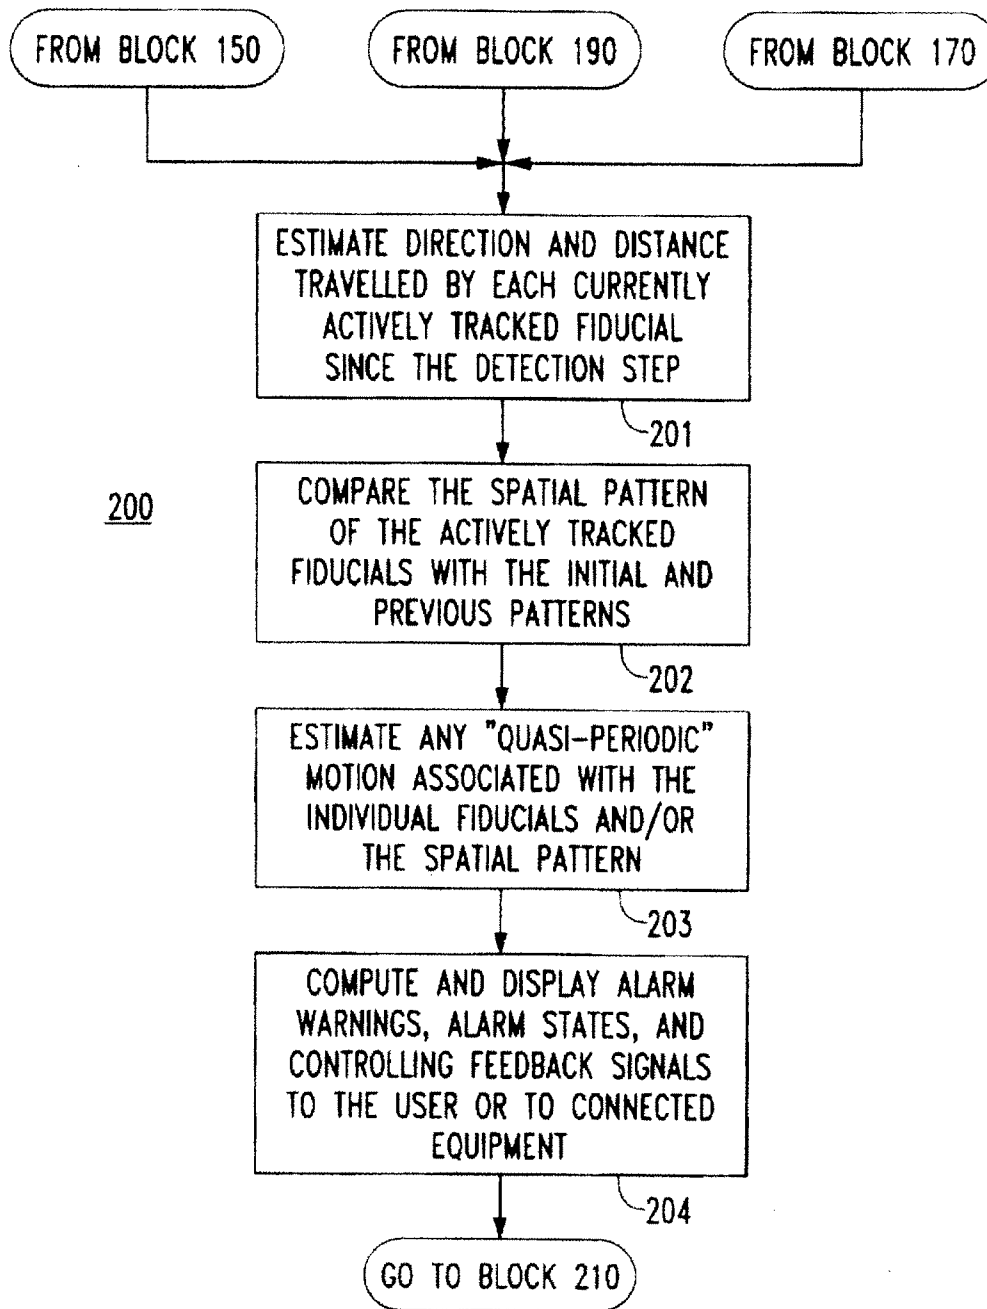 FROM BLOCK 150
FROM BLOCK 190
FROM BLOCK 170
ESTIMATE DIRECTION AND DISTANCE
TRAVELLED BY EACH CURRENTLY
ACTIVELY TRACKED FIDUCIAL
SINCE THE DETECTION STEP
201
200
COMPARE THE SPATIAL PATTERN
OF THE ACTIVELY TRACKED
FIDUCIALS WITH THE INITIAL AND
PREVIOUS PATTERNS
202
ESTIMATE ANY "QUASI-PERIODIC"
MOTION ASSOCIATED WITH THE
INDIVIDUAL FIDUCIALS AND/OR
THE SPATIAL PATTERN
203
COMPUTE AND DISPLAY ALARM
WARNINGS, ALARM STATES, AND
CONTROLLING FEEDBACK SIGNALS
TO THE USER OR TO CONNECTED
EQUIPMENT
204
GO TO BLOCK 210